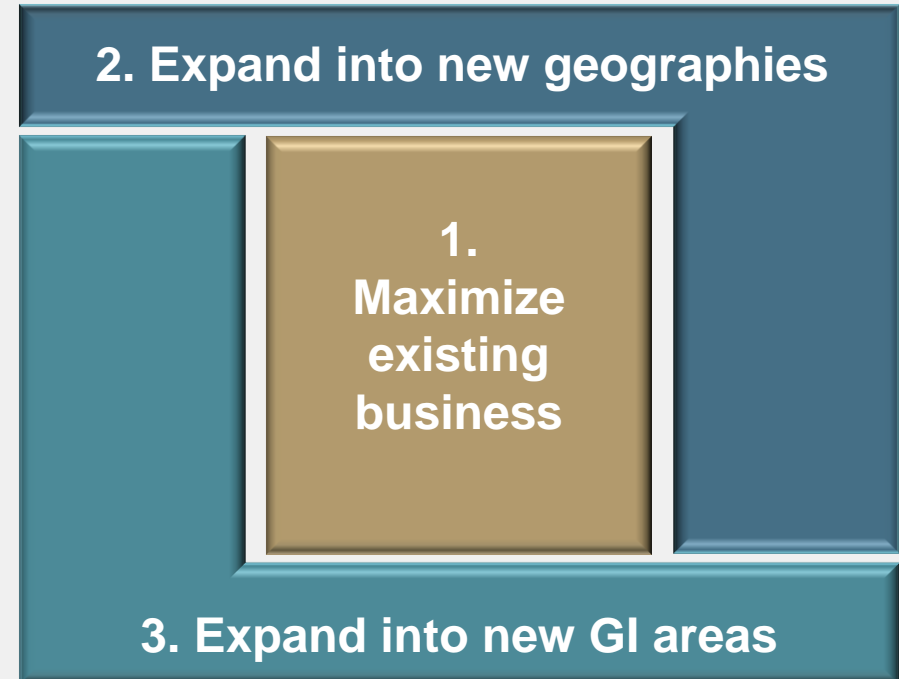 2. Expand into new geographies
1.
Maximize
existing
business
3. Expand into new GI areas